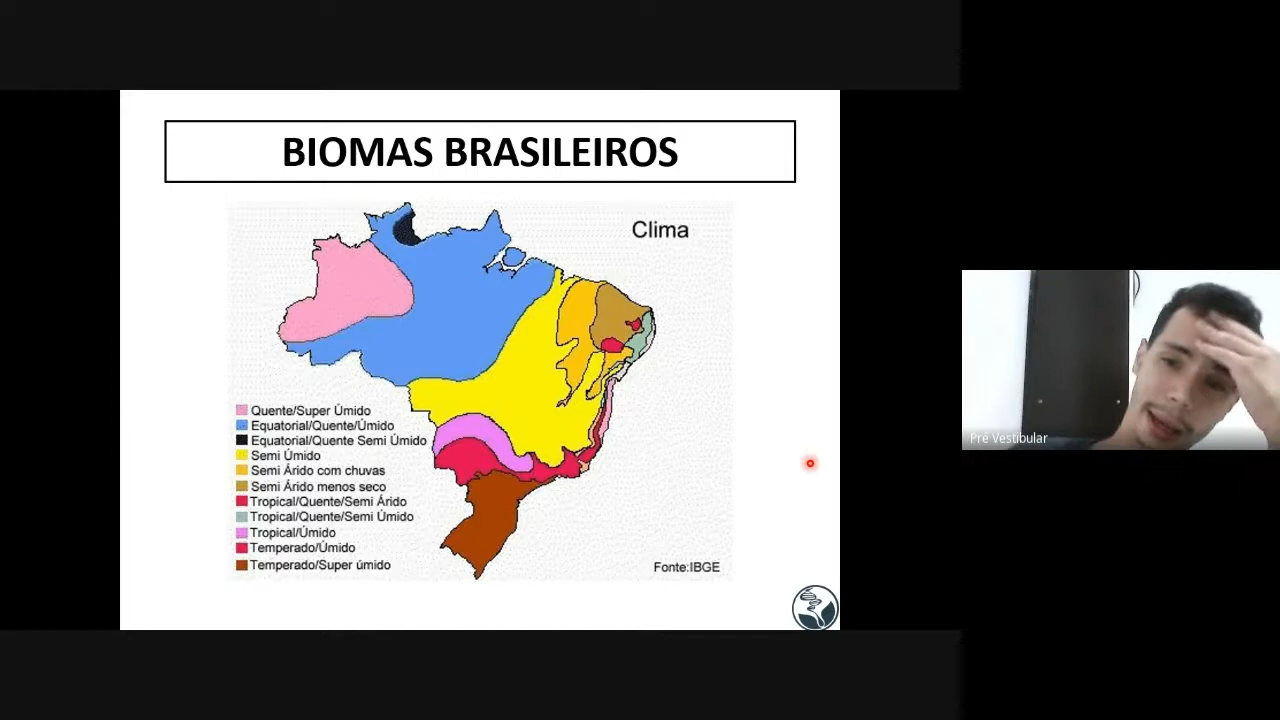 BIOMAS BRASILEIROS
Clima
Quente/Super Úmido
Equatorial/Quente/Úmido
Equatorial/Quente Semi Úmido
Semi Úmido
Semi Árido com chuvas
Semi Árido menos seco
Tropical/Quente/Semi Árido
Tropical/Quente/Semi Úmido
Tropical/Úmido
Temperado/Úmido
Temperado/Super úmido
Fonte:IBGE
Pré Vestibular